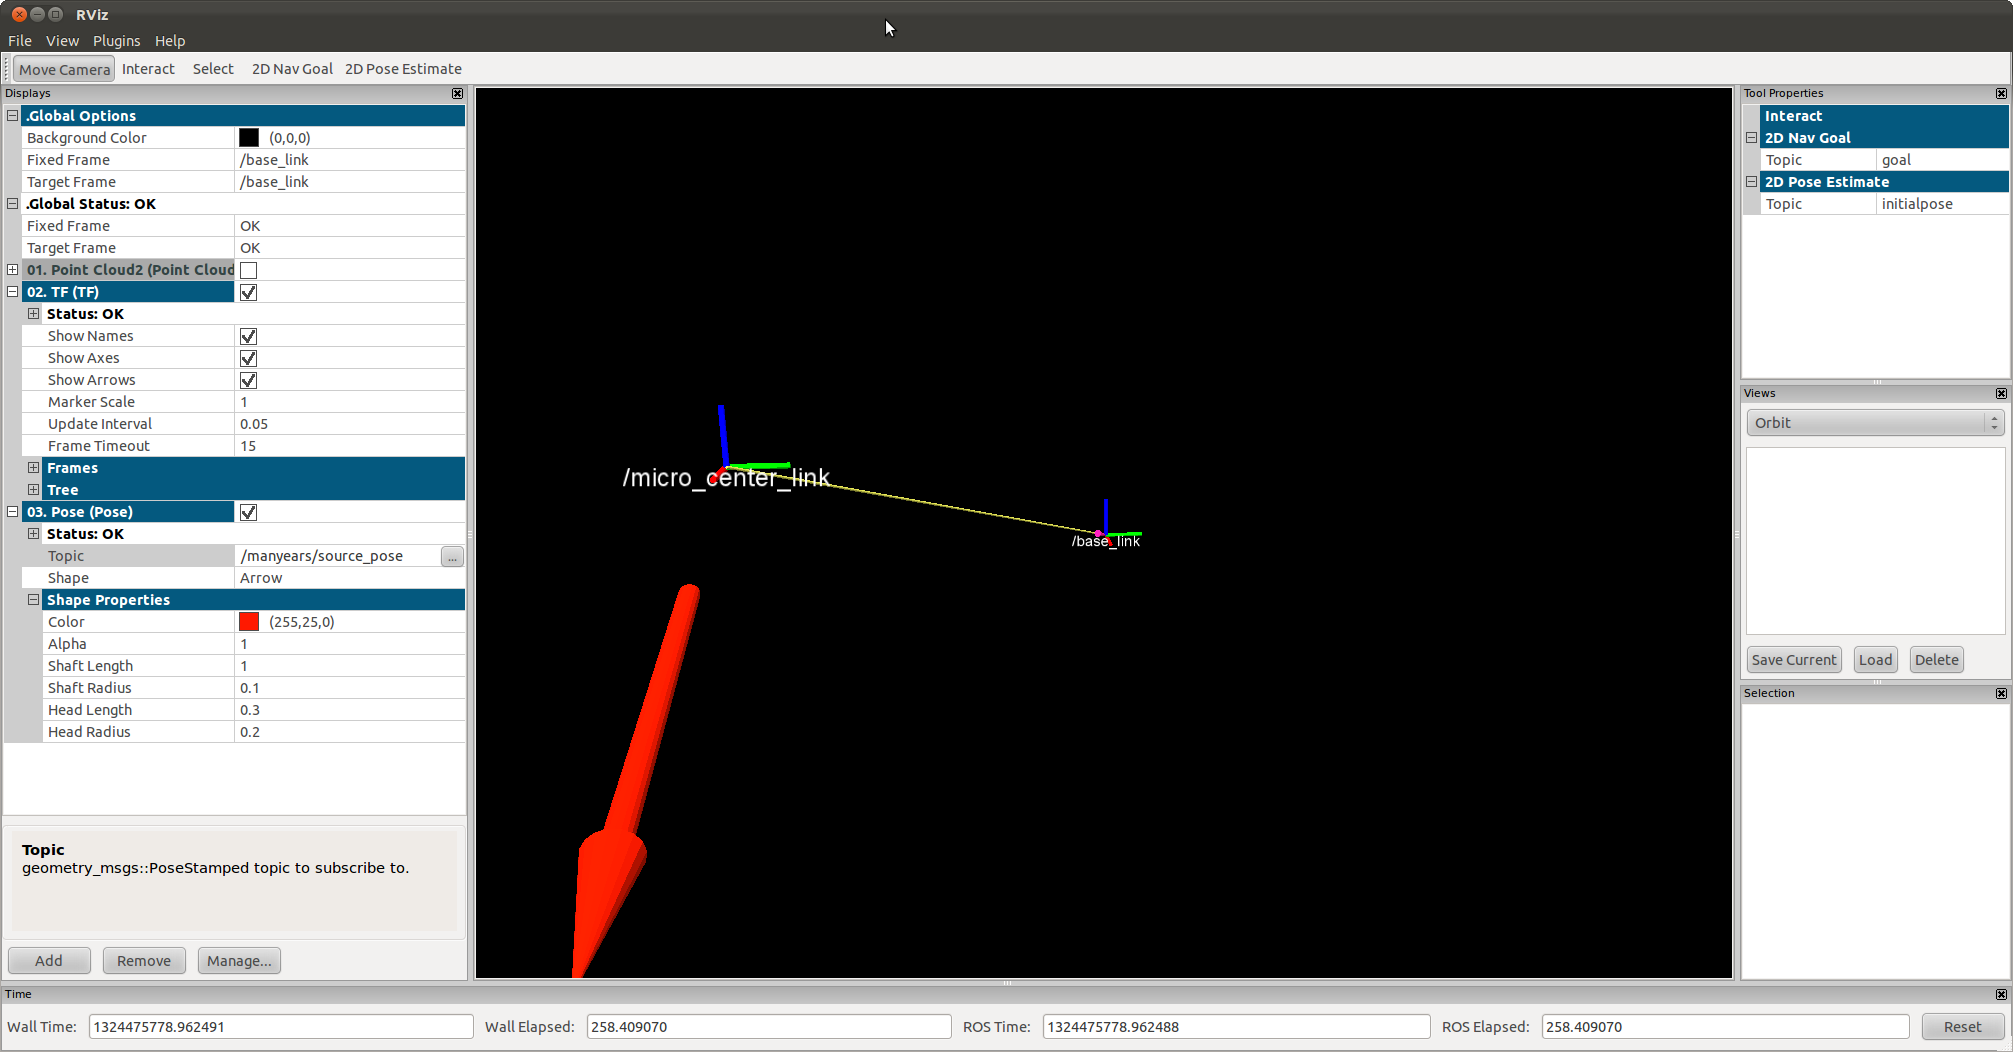 RViz
File View Plugins Help
Move Camera Interact Select 2D Nav Goal 2D Pose Estimate
Displays
.Global Options
Background Color (0,0,0)
Fixed Frame /base_link
Target Frame /base_link
.Global Status: OK
Fixed Frame OK
Target Frame OK
01. Point Cloud2 (Point Cloud
02. TF (TF)
Status: OK
Show Names
Show Axes
Show Arrows
Marker Scale 1
Update Interval 0.05
Frame Timeout 15
Frames
Tree
03. Pose (Pose)
Status: OK
Topic /manyears/source_pose ...
Shape Arrow
Shape Properties
Color (255,25,0)
Alpha 1
Shaft Length 1
Shaft Radius 0.1
Head Length 0.3
Head Radius 0.2
Topic
geometry_msgs::PoseStamped topic to subscribe to.
Add Remove Manage...
/micro_center_link
/base_link
Tool Properties
Interact
2D Nav Goal
Topic goal
2D Pose Estimate
Topic initialpose
Views
Orbit
Save Current Load Delete
Selection
Time
Wall Time: 1324475778.962491 Wall Elapsed: 258.409070 ROS Time: 1324475778.962488 ROS Elapsed: 258.409070 Reset